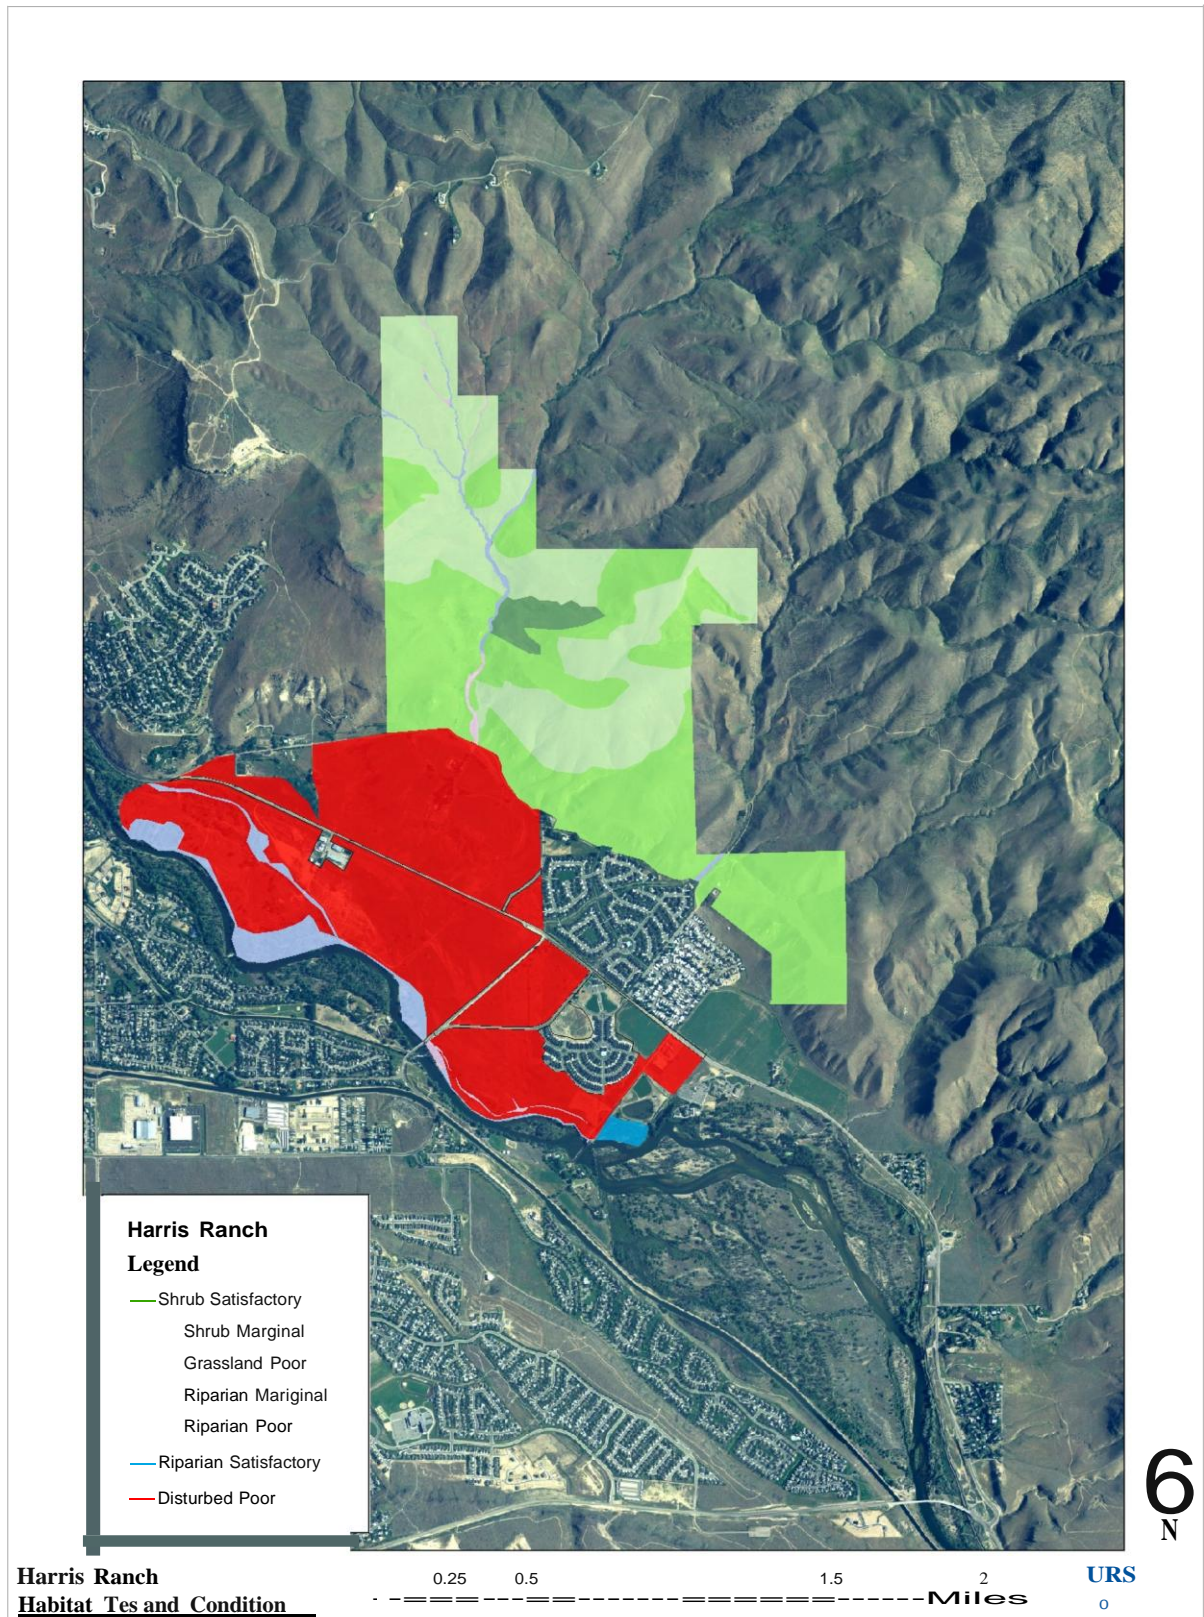 Harris Ranch
Legend
Shrub Satisfactory
Shrub Marginal
Grassland Poor
Riparian Mariginal
Riparian Poor
Riparian Satisfactory
Disturbed Poor
6
N
Harris Ranch
Habitat Tes and Condition
0.25 0.5 1.5 2
Miles
URS
o